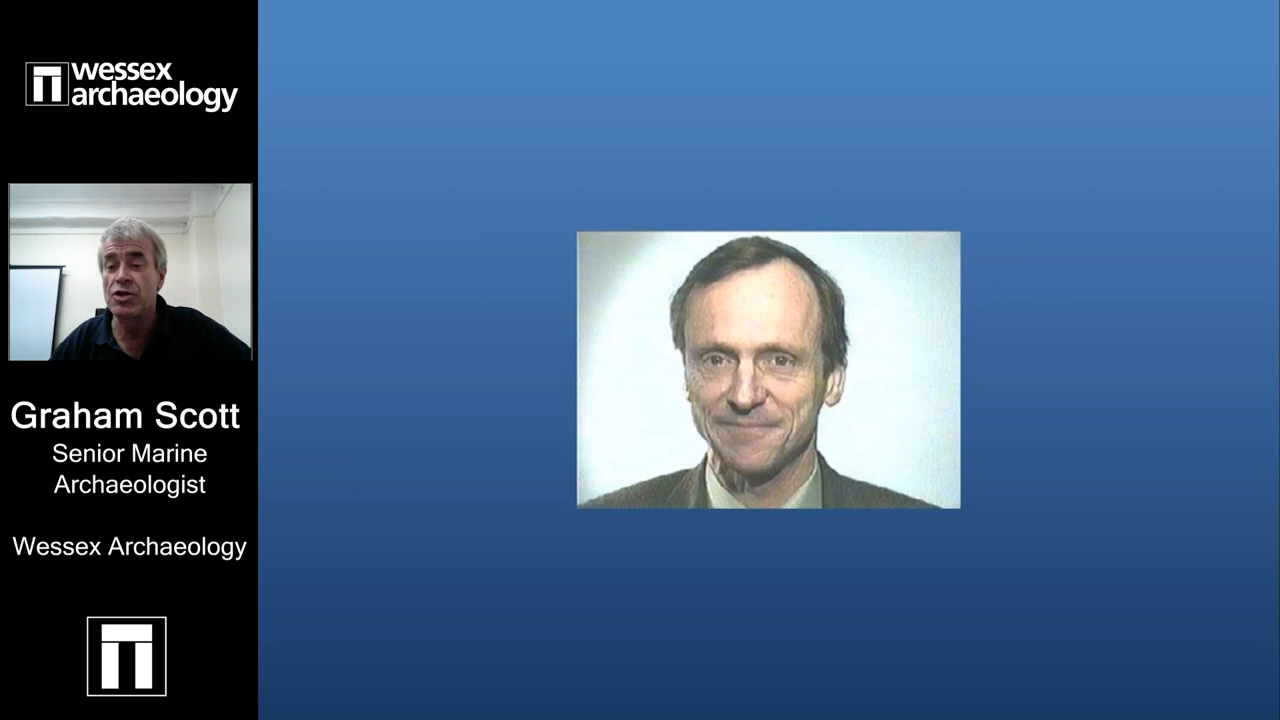 wessex
archaeology
Graham Scott
Senior Marine
Archaeologist
Wessex Archaeology